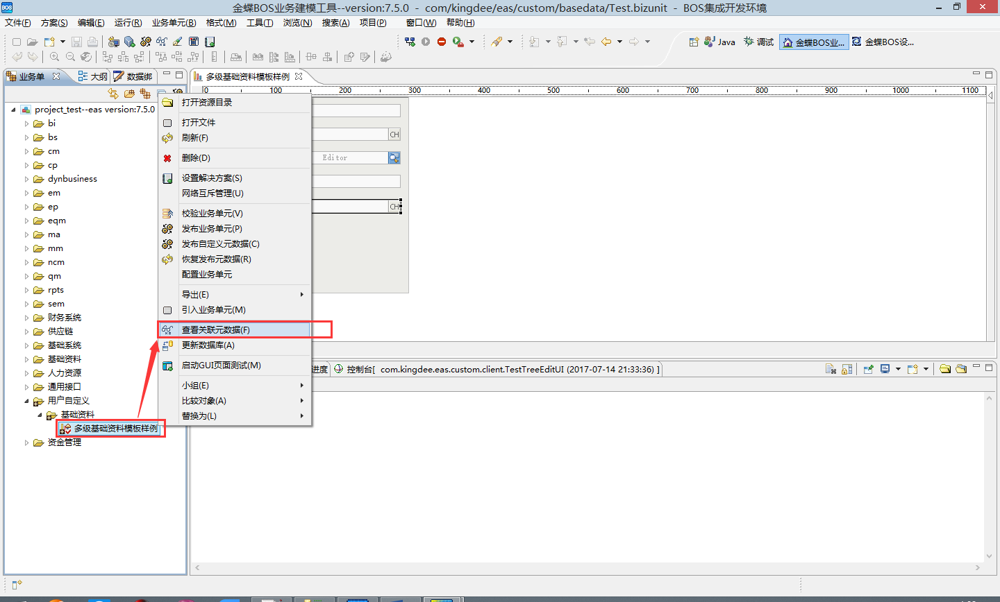 BOS
金蝶BOS业务建模工具--version:7.5.0 - com/kingdee/eas/custom/basedata/Test.bizunit - BOS集成开发环境
文件(F) 方案(S) 编辑(E) 运行(R) 业务单元(B) 格式(M) 工具(T) 浏览(N) 搜索(A) 项目(P) 窗口(W) 帮助(H)
Java 调试 金蝶BOS业... 金蝶BOS设...
业务单 大纲 数据绑 多级基础资料模板样例
0 100 200 300 400 500 600 700 800 900 1000 1100
project_test--eas version:7.5.0
bi
bs
cm
cp
dynbusiness
em
ep
eqm
ma
mm
ncm
qm
rpts
sem
财务系统
供应链
基础系统
基础资料
人力资源
通用接口
用户自定义
基础资料
多级基础资料模板样例
资金管理
打开资源目录
打开文件
刷新(F)
删除(D)
设置解决方案(S)
网络互斥管理(U)
校验业务单元(V)
发布业务单元(P)
发布自定义元数据(C)
恢复发布元数据(R)
配置业务单元
导出(E)
引入业务单元(M)
查看关联元数据(F)
更新数据库(A)
启动GUI页面测试(M)
小组(E)
比较对象(A)
替换为(L)
CH
Editor
CH
进度 控制台[ com.kingdee.eas.custom.client.TestTreeEditUI (2017-07-14 21:33:36) ]